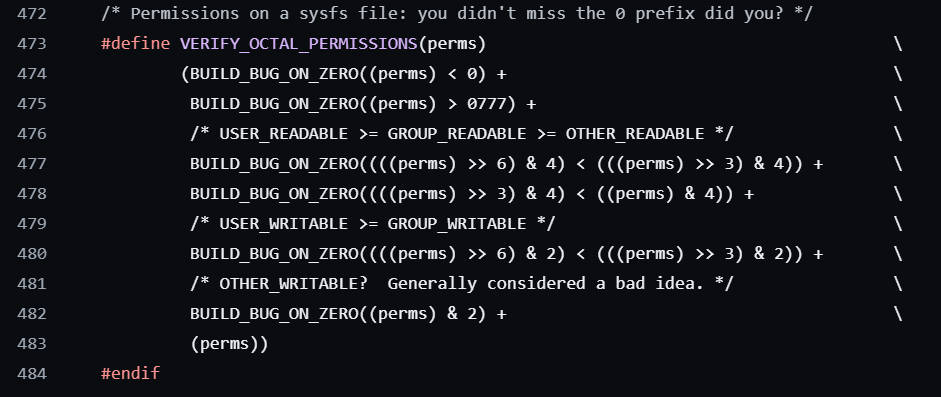 472 /* Permissions on a sysfs file: you didn't miss the 0 prefix did you? */
473 #define VERIFY_OCTAL_PERMISSIONS(perms) \
474 (BUILD_BUG_ON_ZERO((perms) < 0) + \
475 BUILD_BUG_ON_ZERO((perms) > 0777) + \
476 /* USER_READABLE >= GROUP_READABLE >= OTHER_READABLE */ \
477 BUILD_BUG_ON_ZERO((((perms) >> 6) & 4) < (((perms) >> 3) & 4)) + \
478 BUILD_BUG_ON_ZERO((((perms) >> 3) & 4) < ((perms) & 4)) + \
479 /* USER_WRITABLE >= GROUP_WRITABLE */ \
480 BUILD_BUG_ON_ZERO((((perms) >> 6) & 2) < (((perms) >> 3) & 2)) + \
481 /* OTHER_WRITABLE?  Generally considered a bad idea. */ \
482 BUILD_BUG_ON_ZERO((perms) & 2) + \
483 (perms))
484 #endif